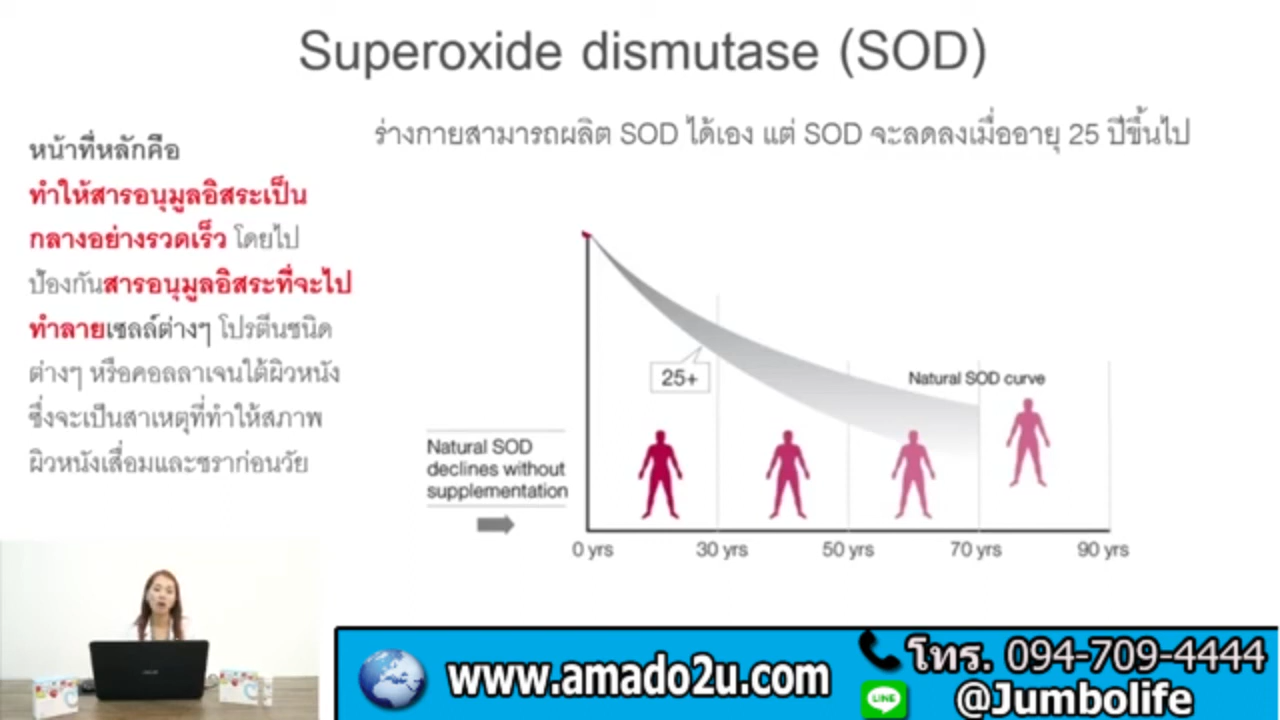 Superoxide dismutase (SOD)
ร่างกายสามารถผลิต SOD ได้เอง แต่ SOD จะลดลงเมื่ออายุ 25 ปีขึ้นไป
หน้าที่หลักคือ
ทำให้สารอนุมูลอิสระเป็น
กลางอย่างรวดเร็ว โดยไป
ป้องกันสารอนุมูลอิสระที่จะไป
ทำลายเซลล์ต่างๆ โปรตีนชนิด
ต่างๆ หรือคอลลาเจนใต้ผิวหนัง
ซึ่งจะเป็นสาเหตุที่ทำให้สภาพ
ผิวหนังเสื่อมและชราก่อนวัย
25+
Natural SOD curve
Natural SOD
declines without
supplementation
0 yrs 30 yrs 50 yrs 70 yrs 90 yrs
www.amado2u.com
โทร. 094-709-4444
LINE @Jumbolife